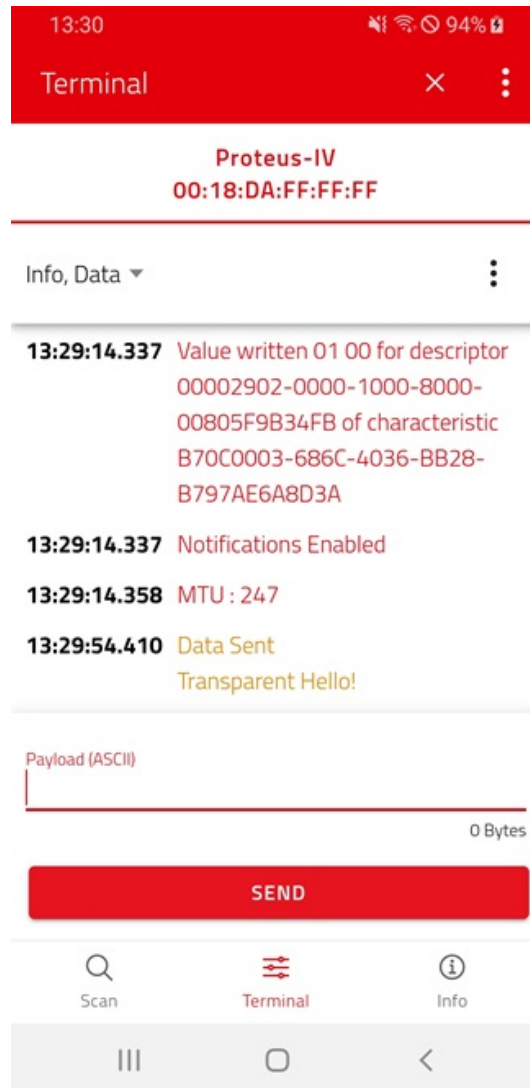 13:30
94%
Terminal
Proteus-IV
00:18:DA:FF:FF:FF
Info, Data
13:29:14.337 Value written 01 00 for descriptor
00002902-0000-1000-8000-
00805F9B34FB of characteristic
B70C0003-686C-4036-BB28-
B797AE6A8D3A
13:29:14.337 Notifications Enabled
13:29:14.358 MTU : 247
13:29:54.410 Data Sent
Transparent Hello!
Payload (ASCII)
0 Bytes
SEND
Scan
Terminal
Info